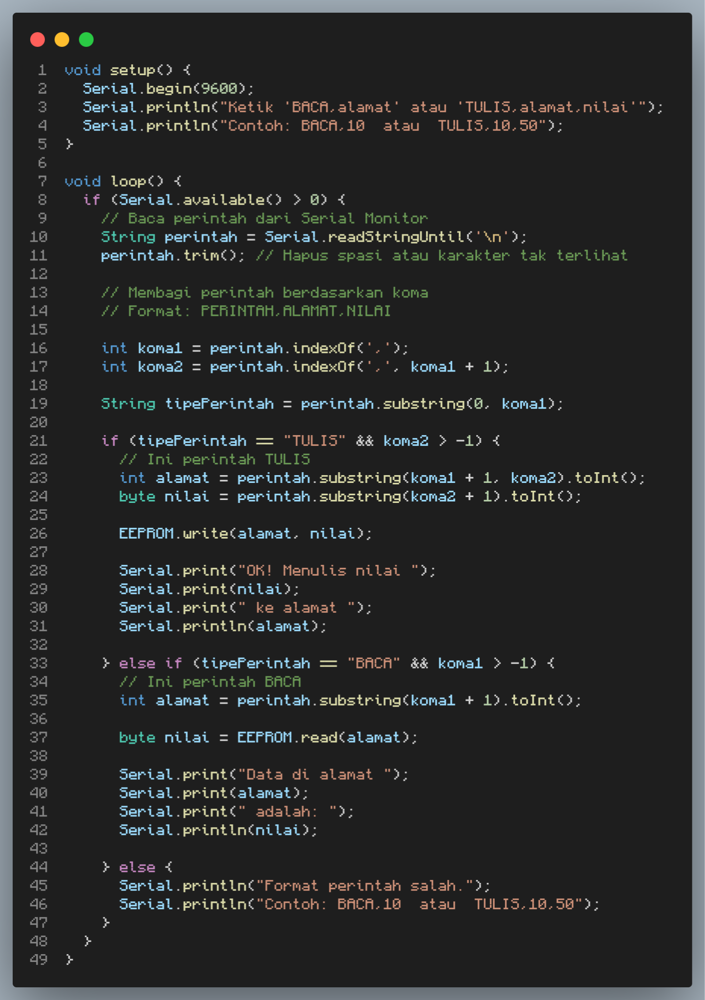 1 void setup() {
2   Serial.begin(9600);
3   Serial.println("Ketik 'BACA,alamat' atau 'TULIS,alamat,nilai'");
4   Serial.println("Contoh: BACA,10  atau  TULIS,10,50");
5 }
6
7 void loop() {
8   if (Serial.available() > 0) {
9     // Baca perintah dari Serial Monitor
10     String perintah = Serial.readStringUntil('\n');
11     perintah.trim(); // Hapus spasi atau karakter tak terlihat
12
13     // Membagi perintah berdasarkan koma
14     // Format: PERINTAH,ALAMAT,NILAI
15
16     int koma1 = perintah.indexOf(',');
17     int koma2 = perintah.indexOf(',', koma1 + 1);
18
19     String tipePerintah = perintah.substring(0, koma1);
20
21     if (tipePerintah == "TULIS" && koma2 > -1) {
22       // Ini perintah TULIS
23       int alamat = perintah.substring(koma1 + 1, koma2).toInt();
24       byte nilai = perintah.substring(koma2 + 1).toInt();
25
26       EEPROM.write(alamat, nilai);
27
28       Serial.print("OK! Menulis nilai ");
29       Serial.print(nilai);
30       Serial.print(" ke alamat ");
31       Serial.println(alamat);
32
33     } else if (tipePerintah == "BACA" && koma1 > -1) {
34       // Ini perintah BACA
35       int alamat = perintah.substring(koma1 + 1).toInt();
36
37       byte nilai = EEPROM.read(alamat);
38
39       Serial.print("Data di alamat ");
40       Serial.print(alamat);
41       Serial.print(" adalah: ");
42       Serial.println(nilai);
43
44     } else {
45       Serial.println("Format perintah salah.");
46       Serial.println("Contoh: BACA,10  atau  TULIS,10,50");
47     }
48   }
49 }